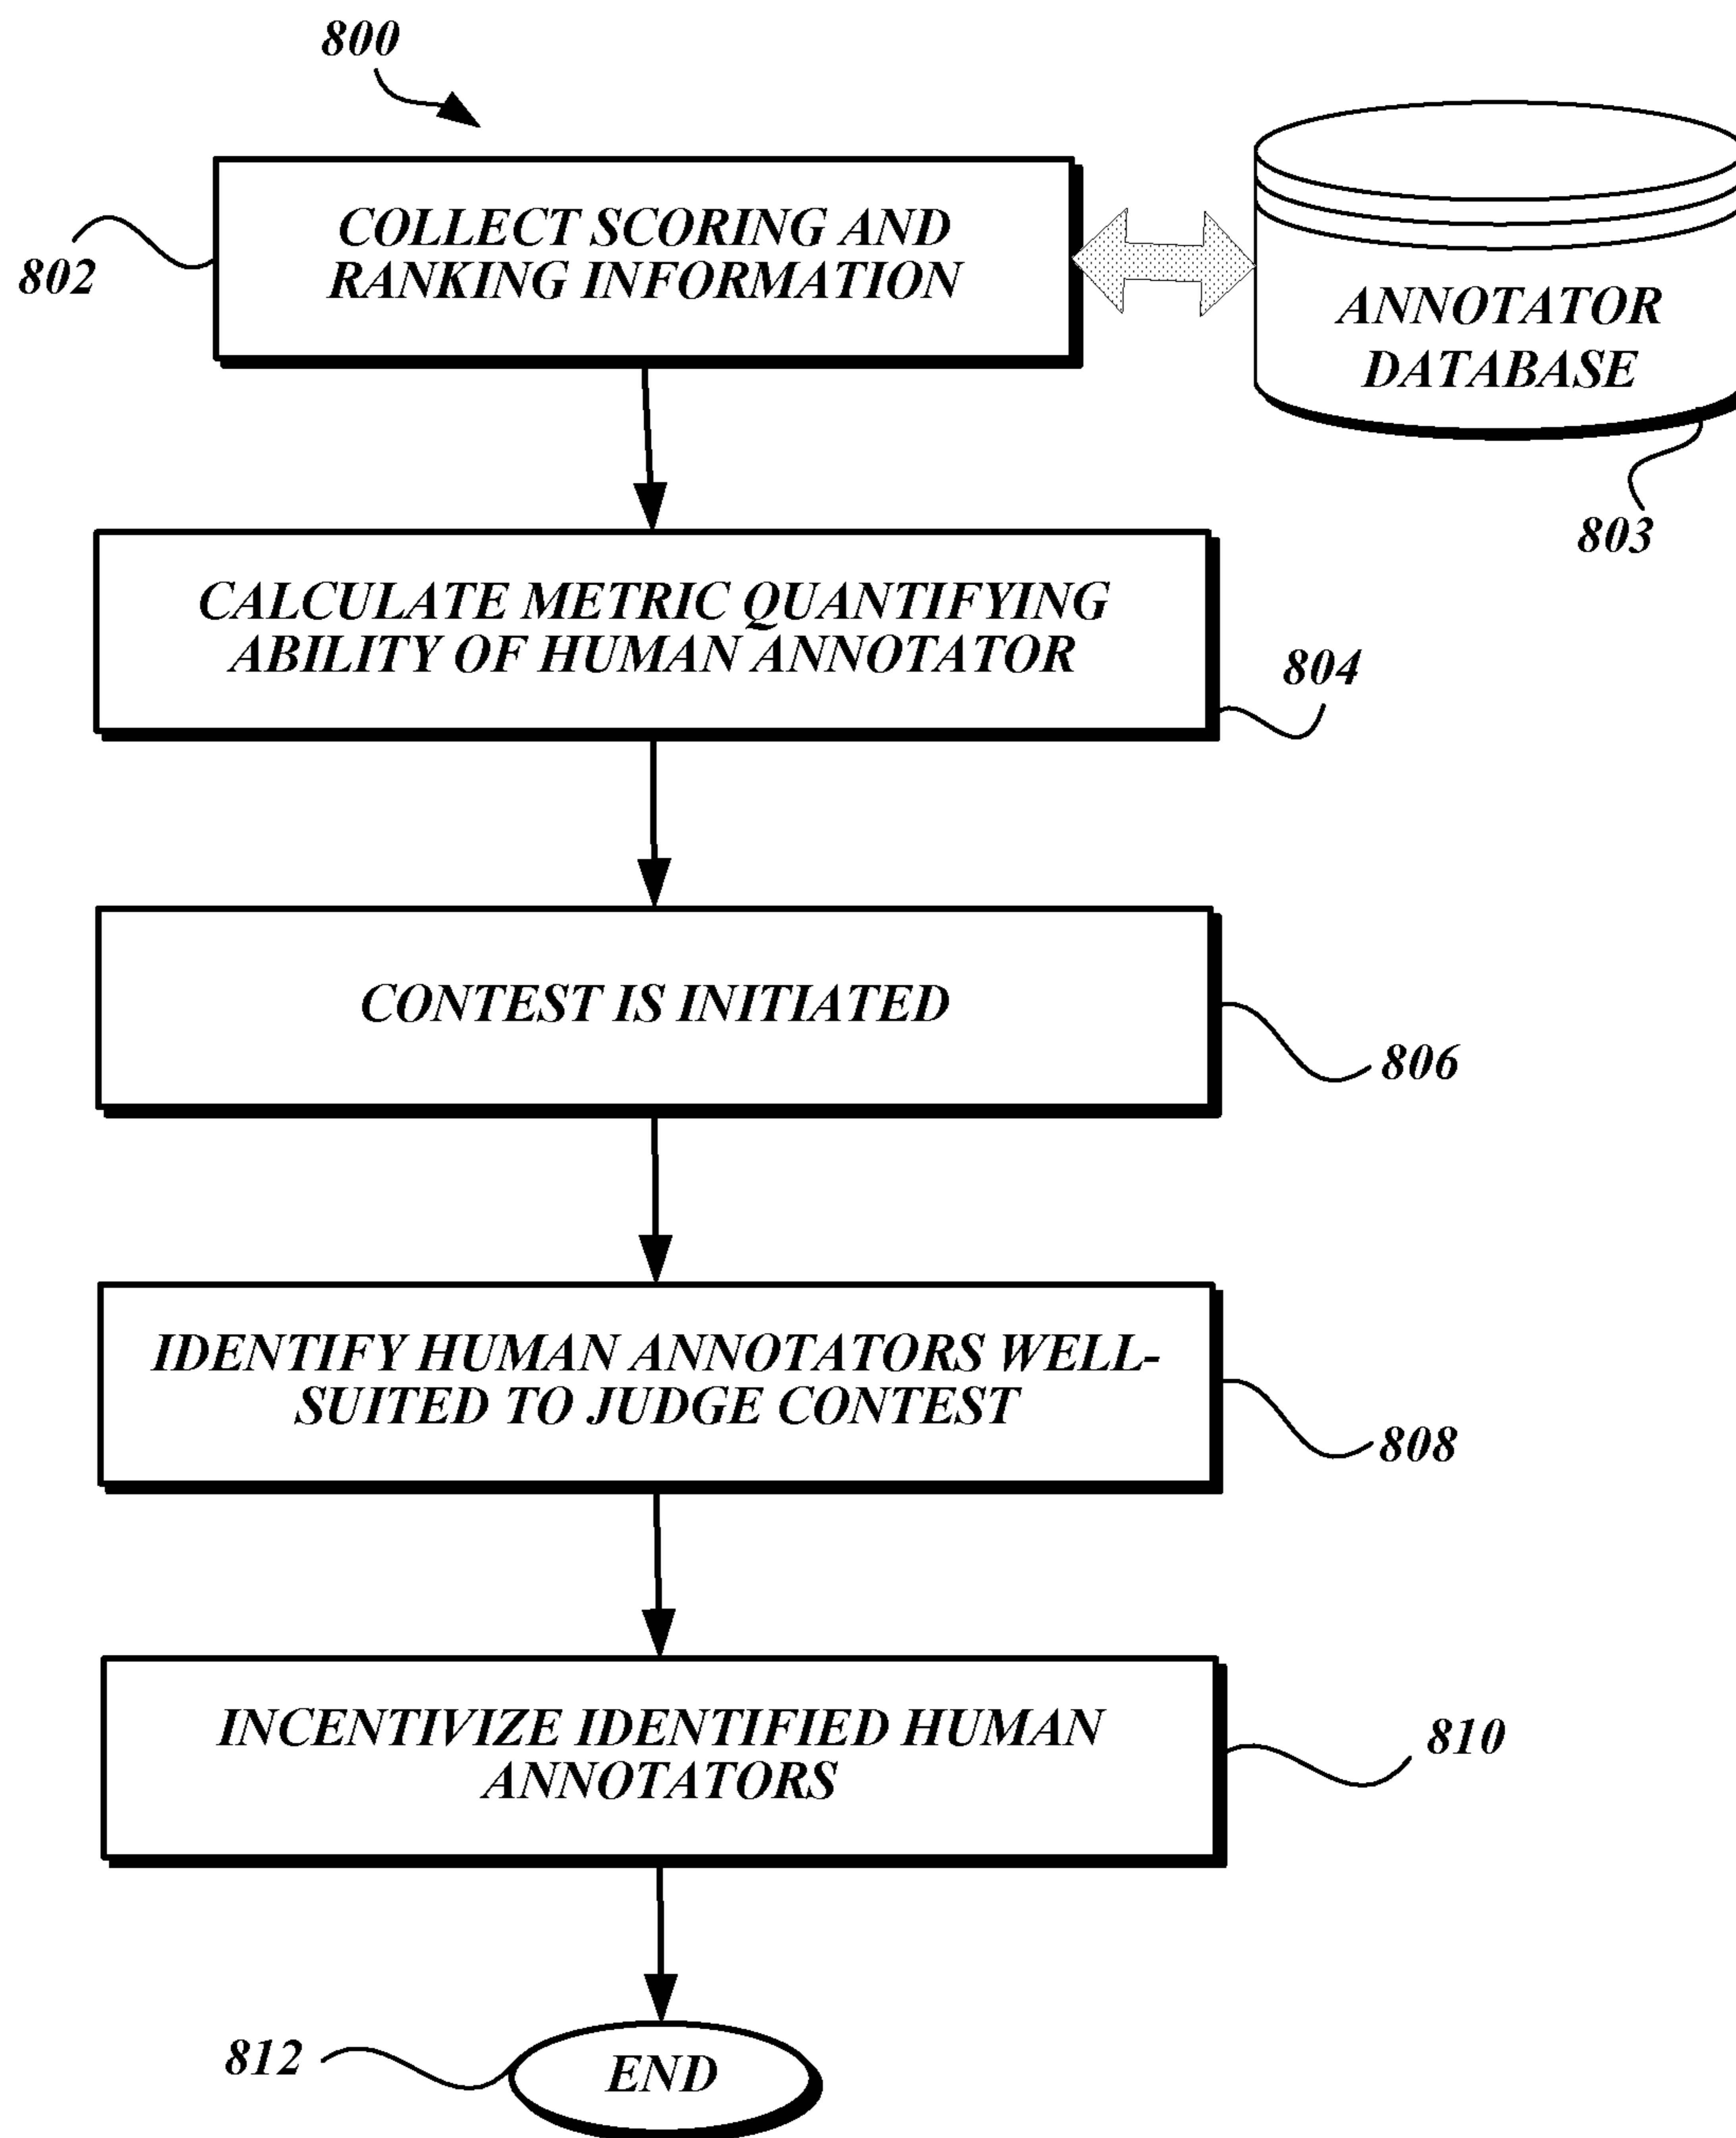 800
COLLECT SCORING AND
RANKING INFORMATION
802
ANNOTATOR
DATABASE
803
CALCULATE METRIC QUANTIFYING
ABILITY OF HUMAN ANNOTATOR
804
CONTEST IS INITIATED
806
IDENTIFY HUMAN ANNOTATORS WELL-
SUITED TO JUDGE CONTEST
808
INCENTIVIZE IDENTIFIED HUMAN
ANNOTATORS
810
812
END